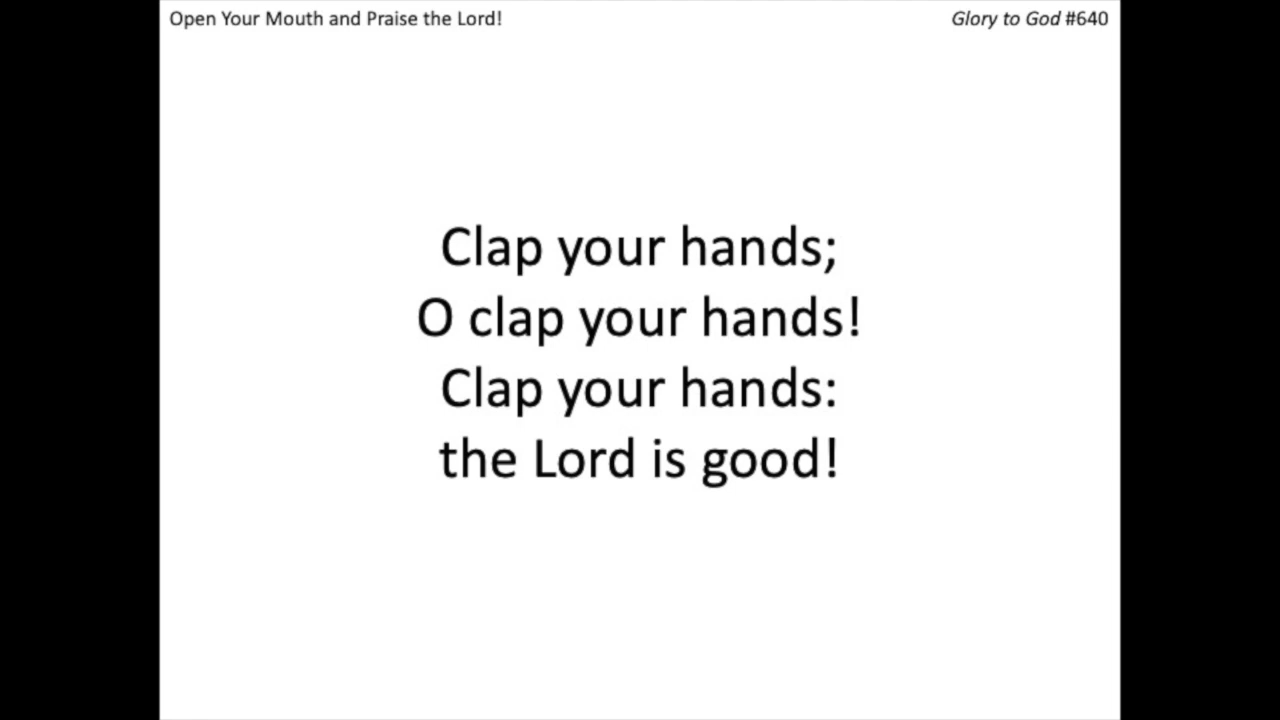 Open Your Mouth and Praise the Lord!
Glory to God #640
Clap your hands;
O clap your hands!
Clap your hands:
the Lord is good!